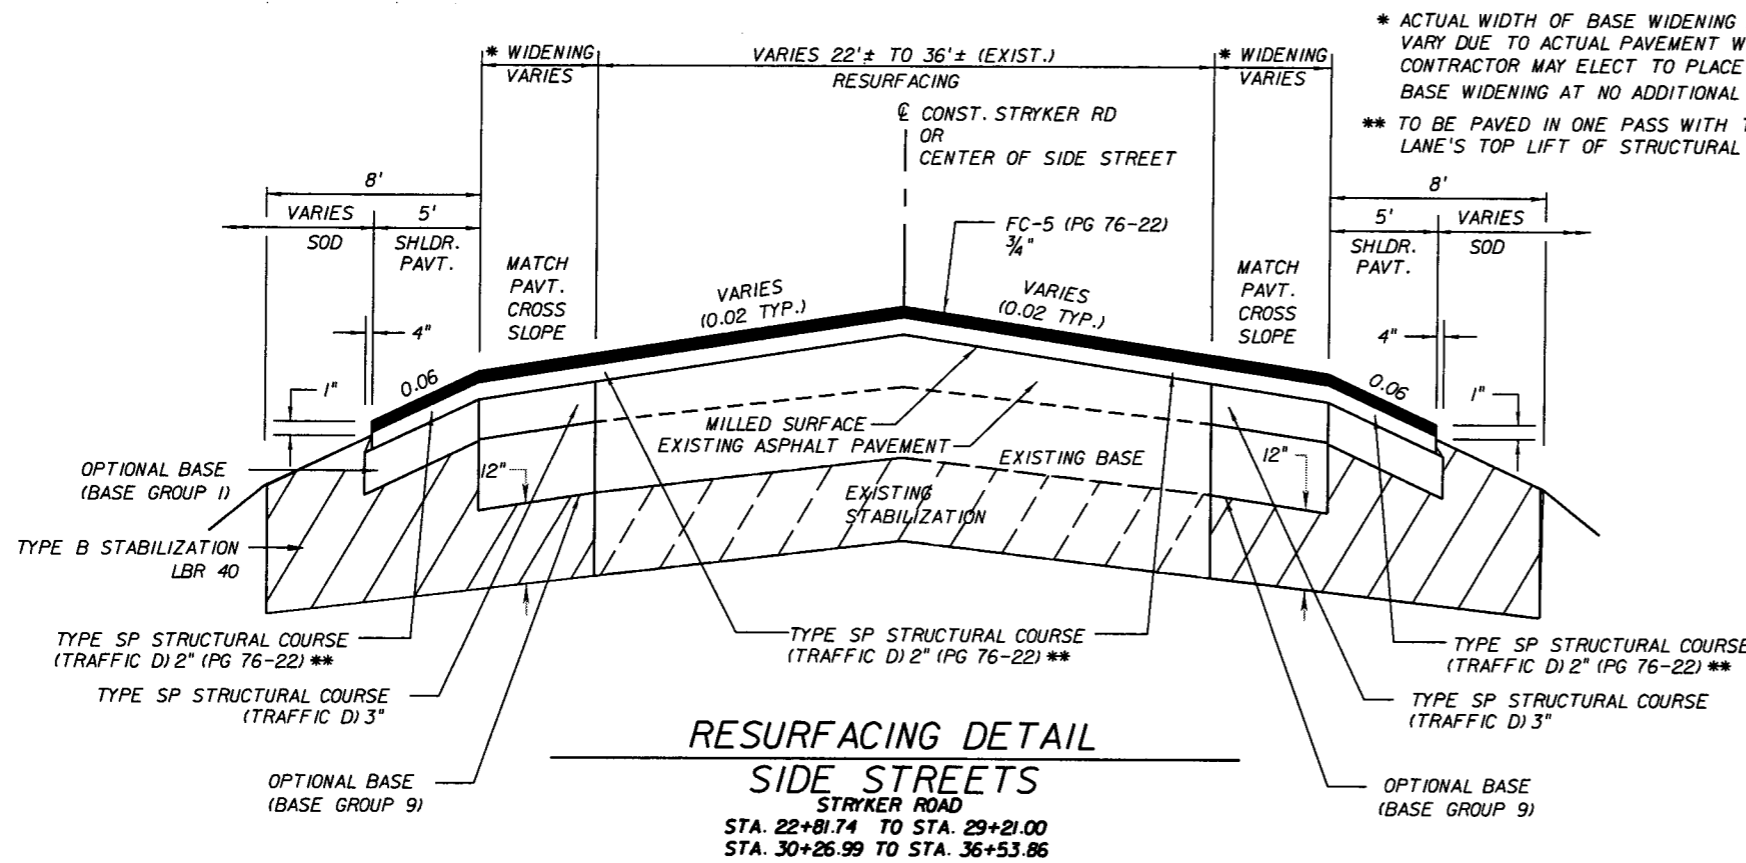 * ACTUAL WIDTH OF BASE WIDENING
VARY DUE TO ACTUAL PAVEMENT
CONTRACTOR MAY ELECT TO PLACE
BASE WIDENING AT NO ADDITIONAL
** TO BE PAVED IN ONE PASS WITH
LANE'S TOP LIFT OF STRUCTURAL
* WIDENING
VARIES
VARIES 22'± TO 36'± (EXIST.)
RESURFACING
* WIDENING
VARIES
℄ CONST. STRYKER RD
OR
CENTER OF SIDE STREET
8'
VARIES
SOD
5'
SHLDR.
PAVT.
MATCH
PAVT.
CROSS
SLOPE
VARIES
(0.02 TYP.)
FC-5 (PG 76-22)
3/4"
VARIES
(0.02 TYP.)
MATCH
PAVT.
CROSS
SLOPE
8'
5'
SHLDR.
PAVT.
VARIES
SOD
4"
1"
0.06
4"
1"
0.06
MILLED SURFACE
EXISTING ASPHALT PAVEMENT
EXISTING BASE
12"
12"
EXISTING
STABILIZATION
OPTIONAL BASE
(BASE GROUP 1)
TYPE B STABILIZATION
LBR 40
TYPE SP STRUCTURAL COURSE
(TRAFFIC D) 2" (PG 76-22) **
TYPE SP STRUCTURAL COURSE
(TRAFFIC D) 3"
OPTIONAL BASE
(BASE GROUP 9)
TYPE SP STRUCTURAL COURSE
(TRAFFIC D) 2" (PG 76-22) **
TYPE SP STRUCTURAL COURSE
(TRAFFIC D) 2" (PG 76-22) **
TYPE SP STRUCTURAL COURSE
(TRAFFIC D) 3"
OPTIONAL BASE
(BASE GROUP 9)
RESURFACING DETAIL
SIDE STREETS
STRYKER ROAD
STA. 22+81.74 TO STA. 29+21.00
STA. 30+26.99 TO STA. 36+53.86